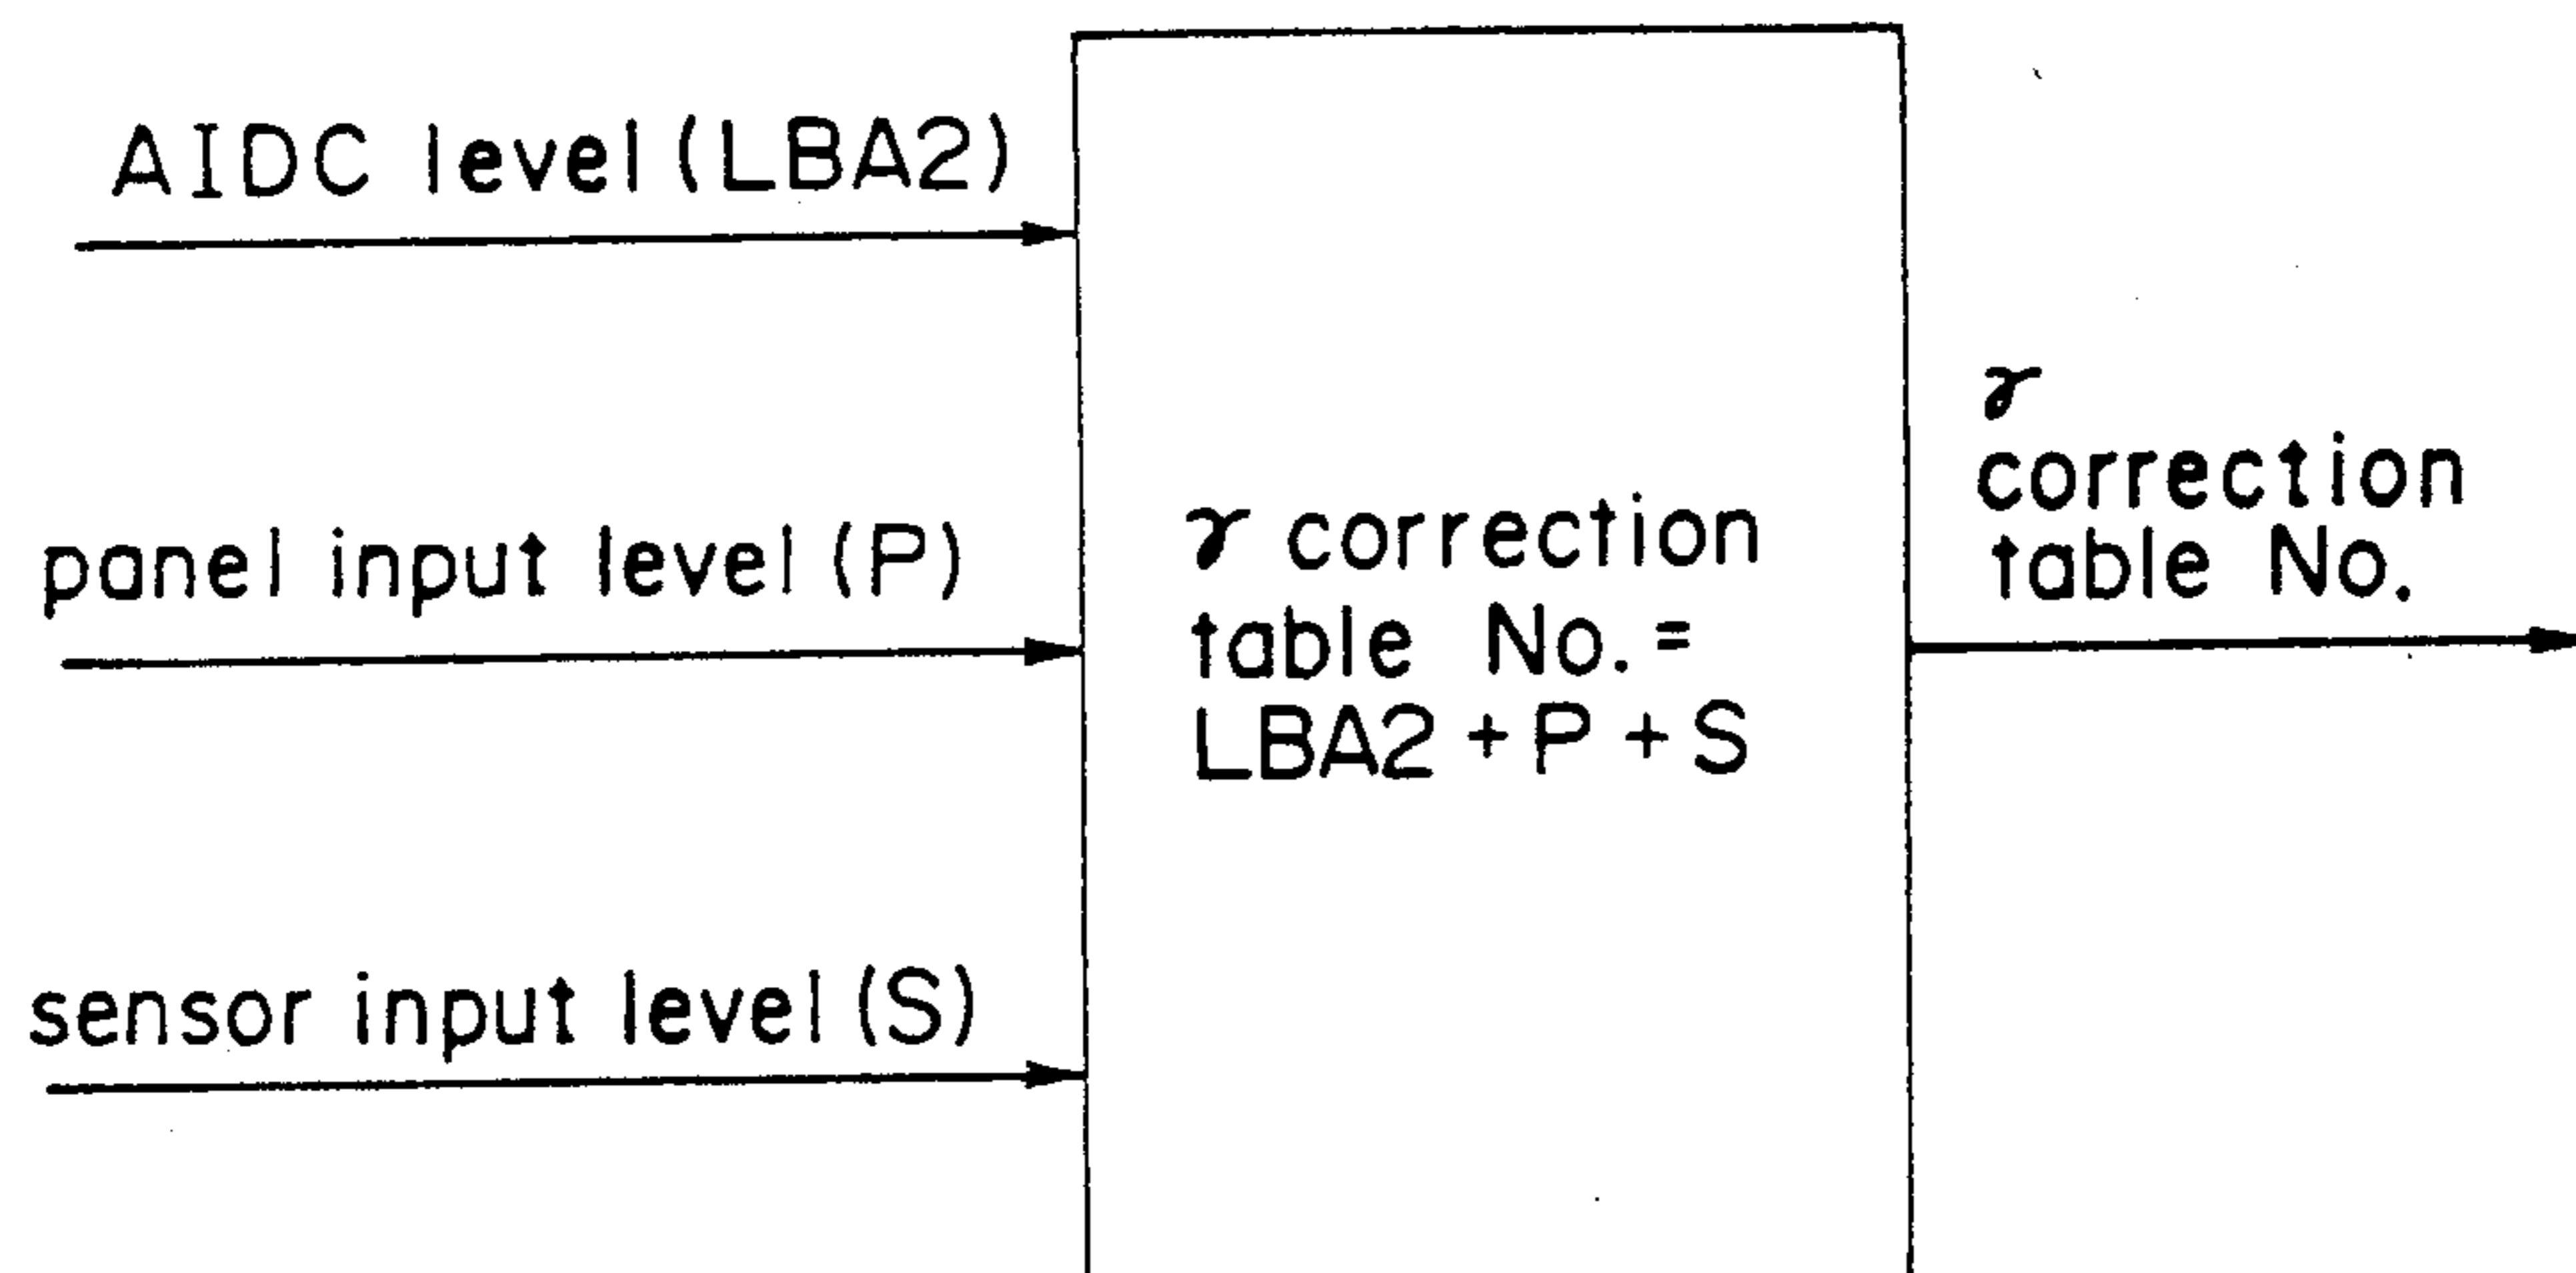 AIDC level (LBA2)
panel input level (P)
sensor input level (S)
γ correction
table No. =
LBA2 + P + S
γ
correction
table No.